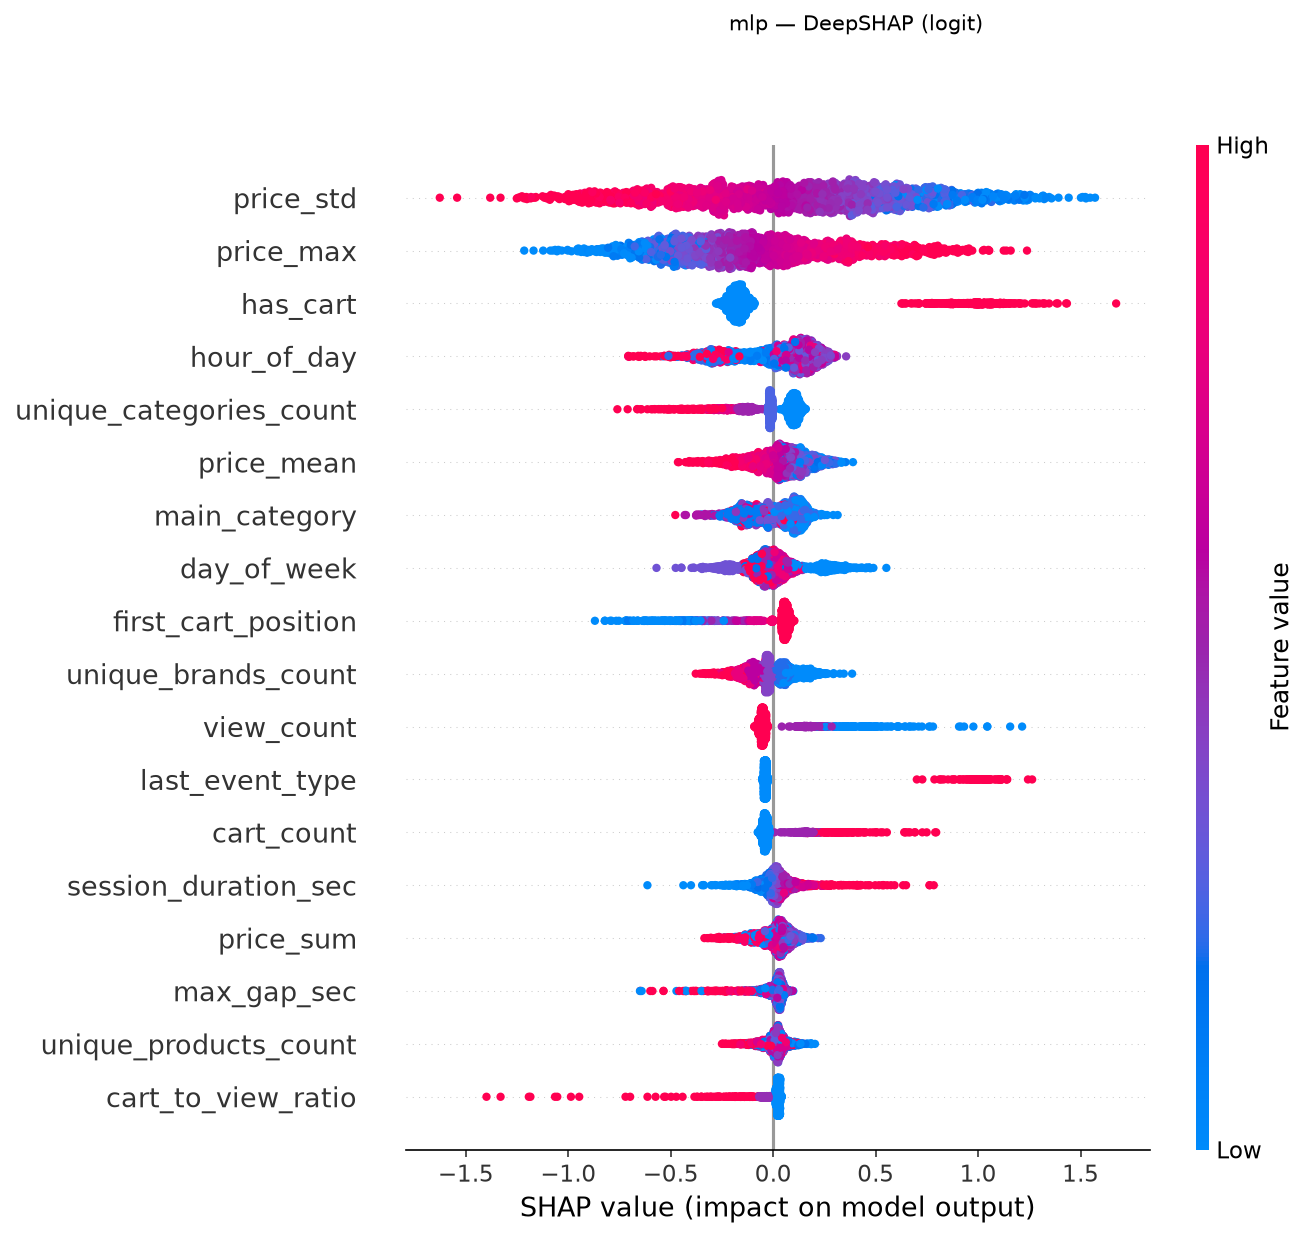 mlp — DeepSHAP (logit)
High
price_std
price_max
has_cart
hour_of_day
unique_categories_count
price_mean
main_category
day_of_week
first_cart_position
unique_brands_count
view_count
last_event_type
cart_count
session_duration_sec
price_sum
max_gap_sec
unique_products_count
cart_to_view_ratio
Feature value
Low
−1.5 −1.0 −0.5 0.0 0.5 1.0 1.5
SHAP value (impact on model output)